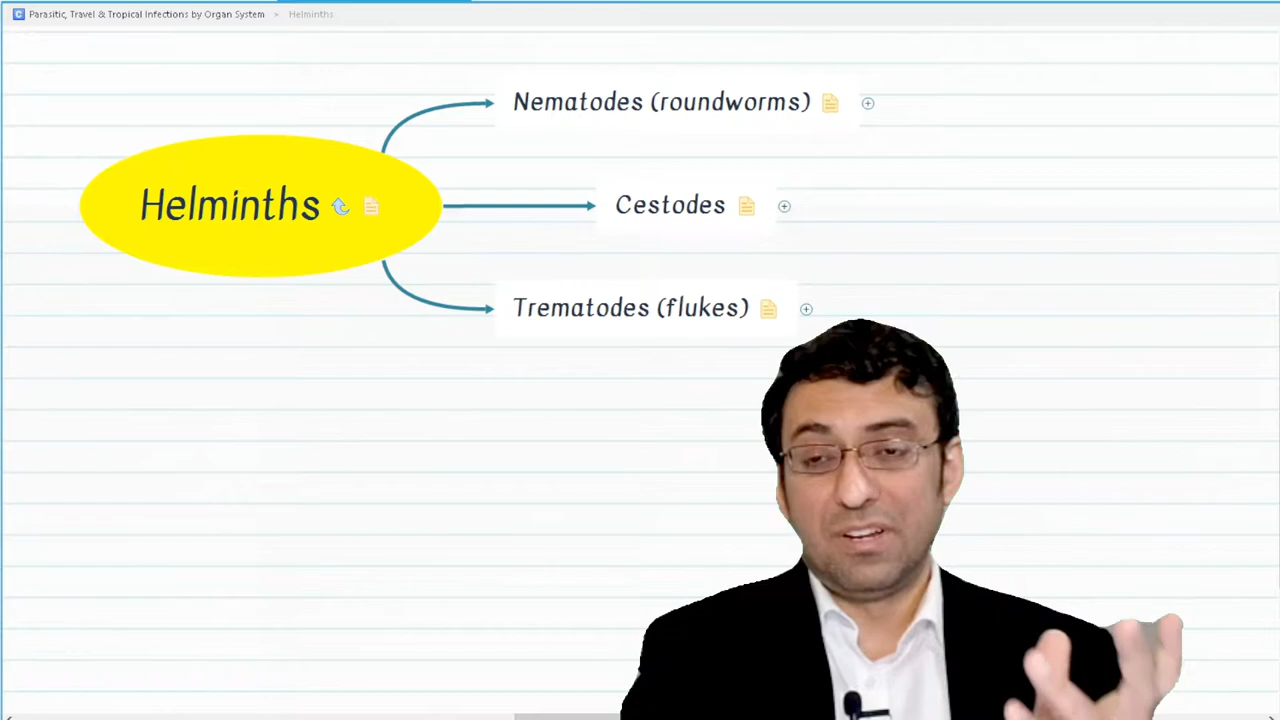 Parasitic, Travel & Tropical Infections by Organ System ▸ Helminths
Nematodes (roundworms)
Helminths
Cestodes
Trematodes (flukes)